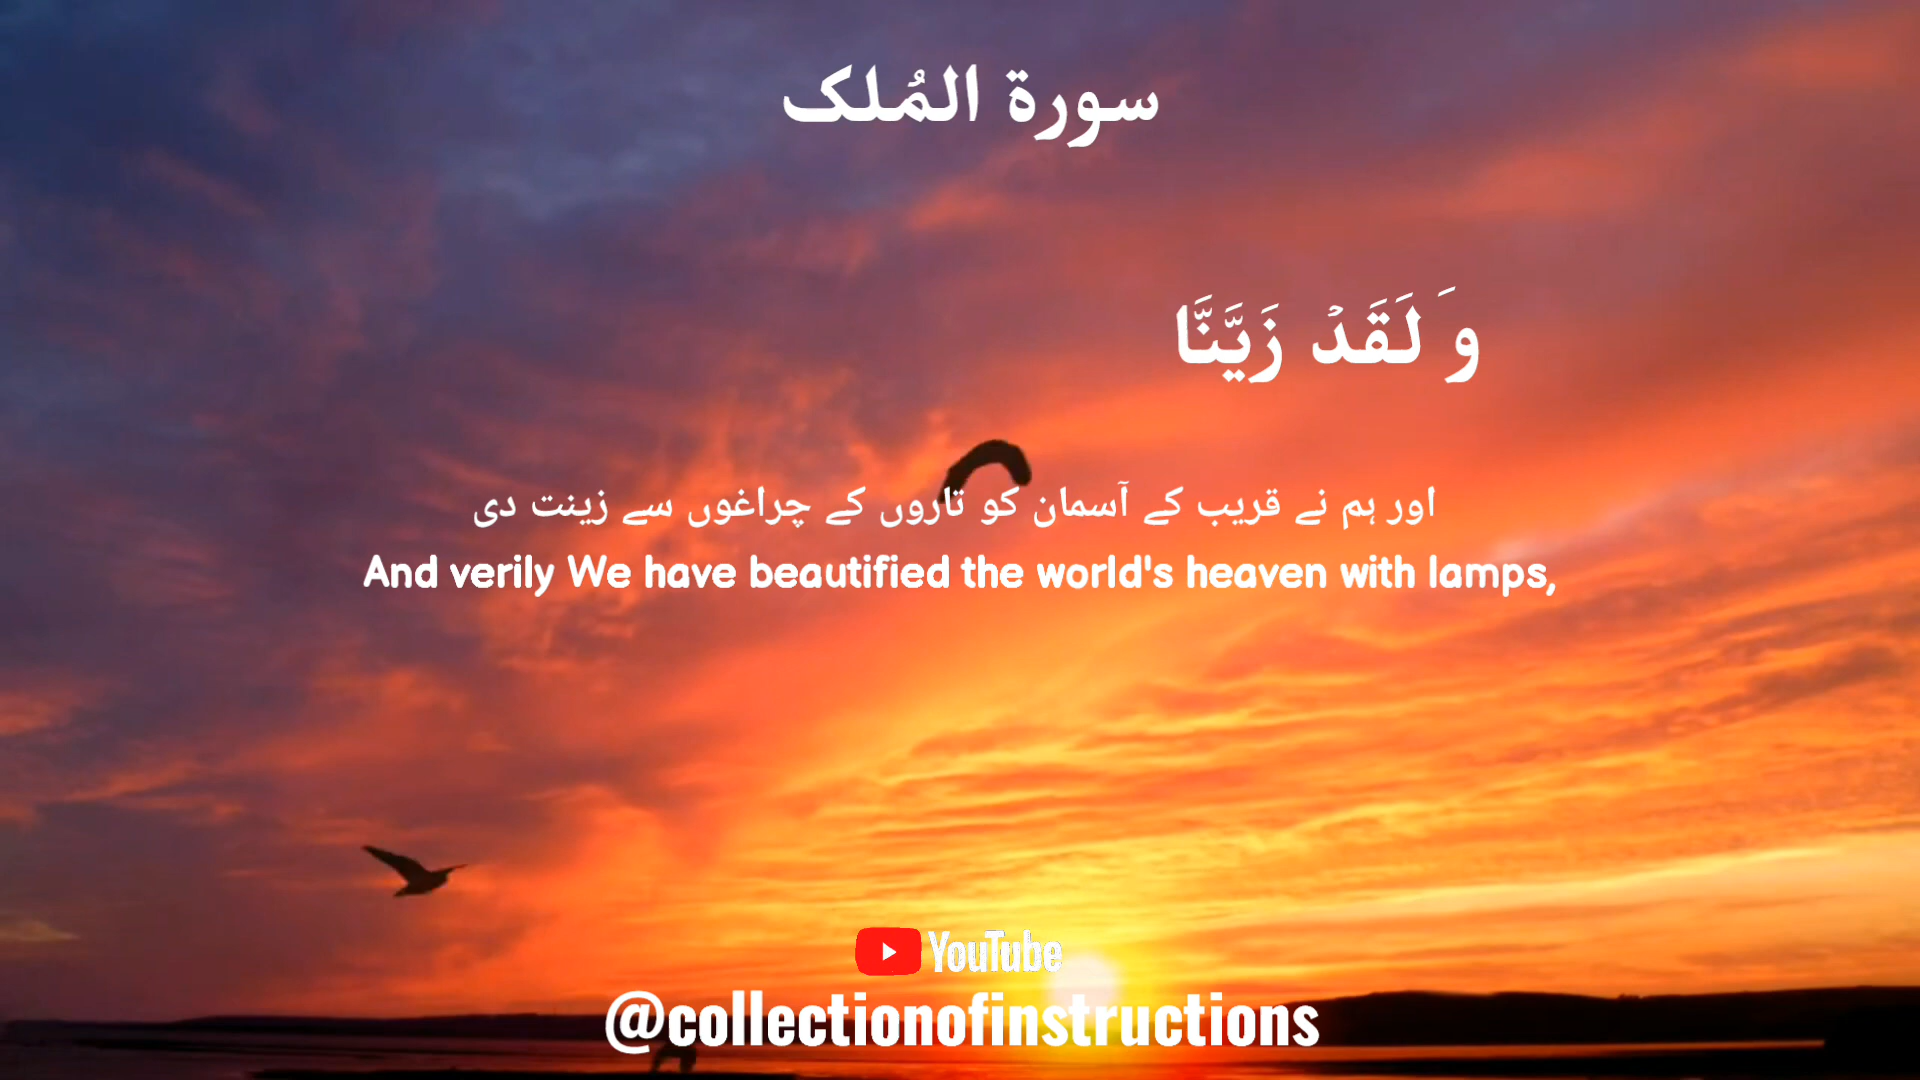 سورة المُلک
وَ لَقَدۡ زَیَّنَّا
اور ہم نے قریب کے آسمان کو تاروں کے چراغوں سے زینت دی
And verily We have beautified the world's heaven with lamps,
YouTube
@collectionofinstructions